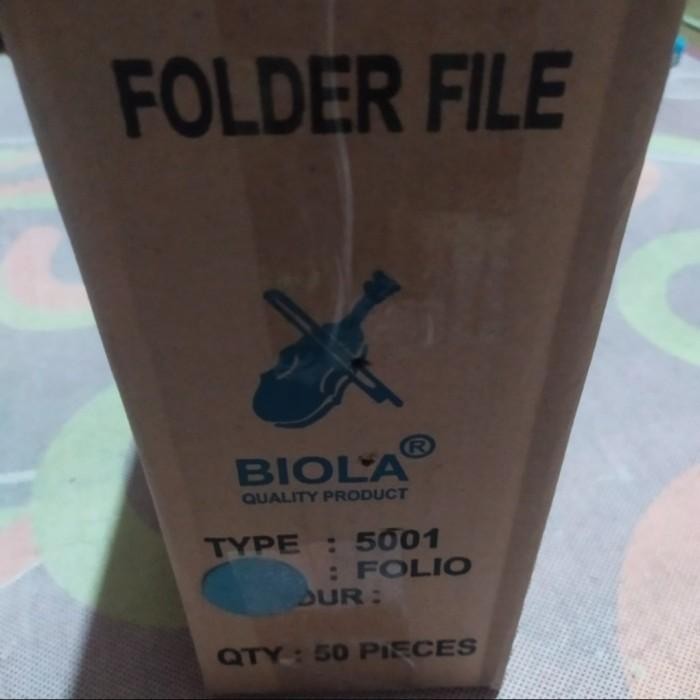 FOLDER FILE
BIOLA®
QUALITY PRODUCT
TYPE : 5001
: FOLIO
OUR :
QTY : 50 PIECES